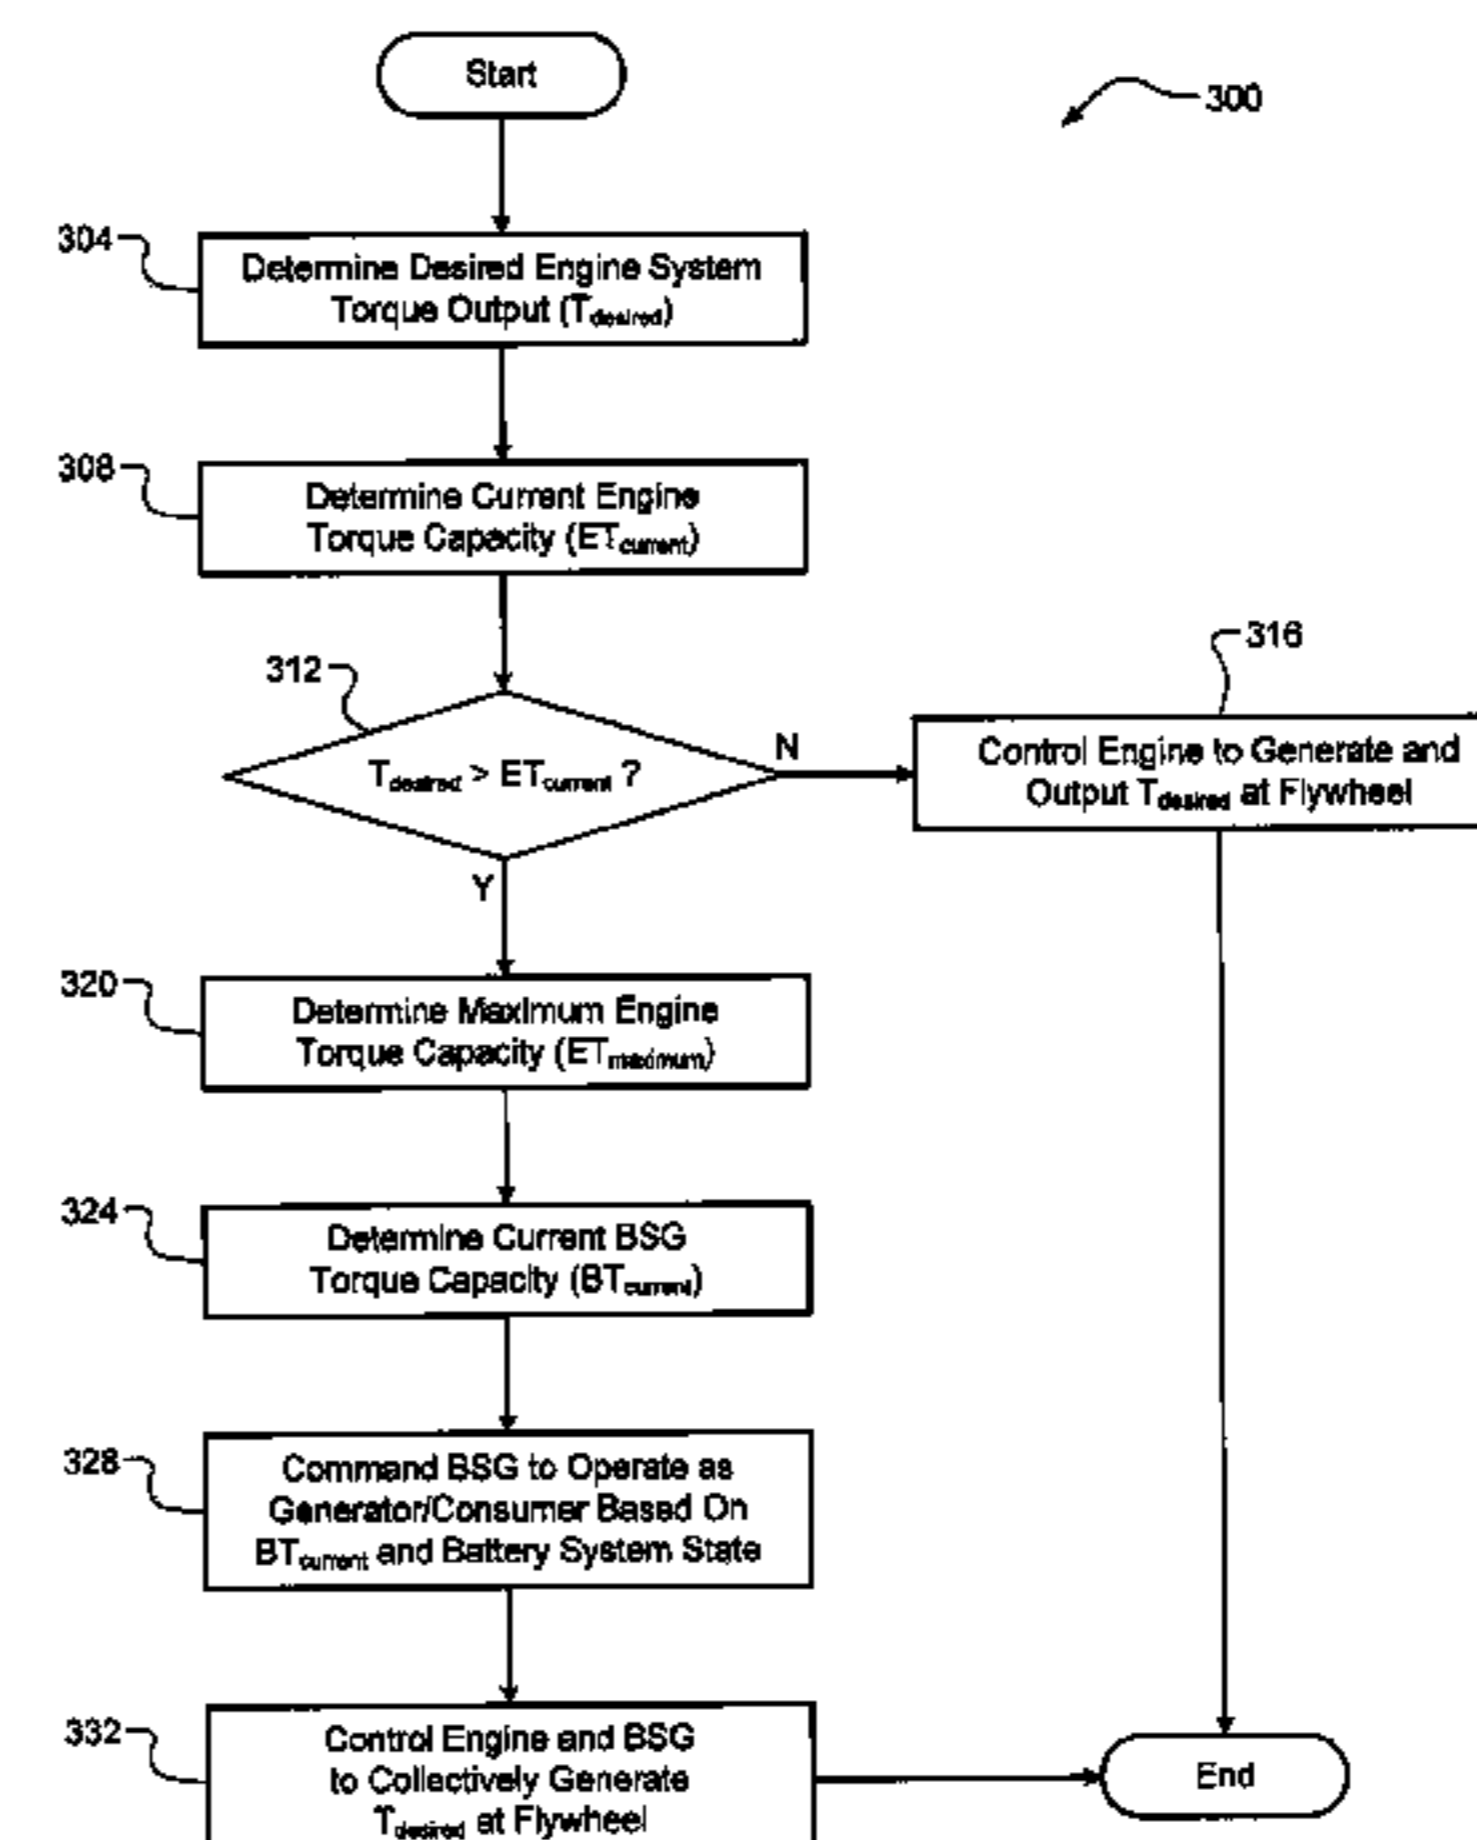 Start
300
304
Determine Desired Engine System
Torque Output (Tdesired)
308
Determine Current Engine
Torque Capacity (ETcurrent)
312
Tdesired > ETcurrent ?
N
316
Control Engine to Generate and
Output Tdesired at Flywheel
Y
320
Determine Maximum Engine
Torque Capacity (ETmaximum)
324
Determine Current BSG
Torque Capacity (BTcurrent)
328
Command BSG to Operate as
Generator/Consumer Based On
BTcurrent and Battery System State
332
Control Engine and BSG
to Collectively Generate
Tdesired at Flywheel
End